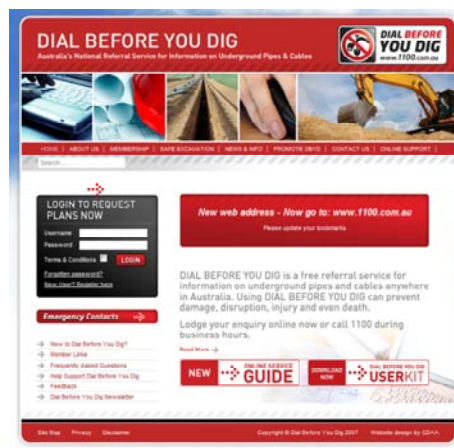 DIAL BEFORE YOU DIG
Australia's National Referral Service for Information on Underground Pipes & Cables
DIAL BEFORE
YOU DIG
www.1100.com.au
HOME | ABOUT US | MEMBERSHIP | SAFE EXCAVATION | NEWS & INFO | PROMOTE DBYD | CONTACT US | ONLINE SUPPORT |
Search...
LOGIN TO REQUEST
PLANS NOW
Username
Password
Terms & Conditions
LOGIN
Forgotten password?
New User? Register here
Emergency Contacts
New to Dial Before You Dig?
Member Links
Frequently Asked Questions
Help Support Dial Before You Dig
Feedback
Dial Before You Dig Newsletter
New web address - Now go to: www.1100.com.au
Please update your bookmarks
DIAL BEFORE YOU DIG is a free referral service for
information on underground pipes and cables anywhere
in Australia. Using DIAL BEFORE YOU DIG can prevent
damage, disruption, injury and even death.
Lodge your enquiry online now or call 1100 during
business hours.
Read More
NEW
ONLINE SERVICE
GUIDE
DOWNLOAD
NOW
DIAL BEFORE YOU DIG
USERKIT
Site Map Privacy Disclaimer
Copyright © Dial Before You Dig 2007 Website design by GDAA